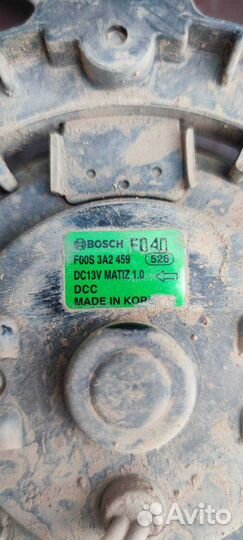 BOSCH F040
F00S 3A2 459 526
DC13V MATIZ 1.0
DCC
MADE IN KOR
Avito